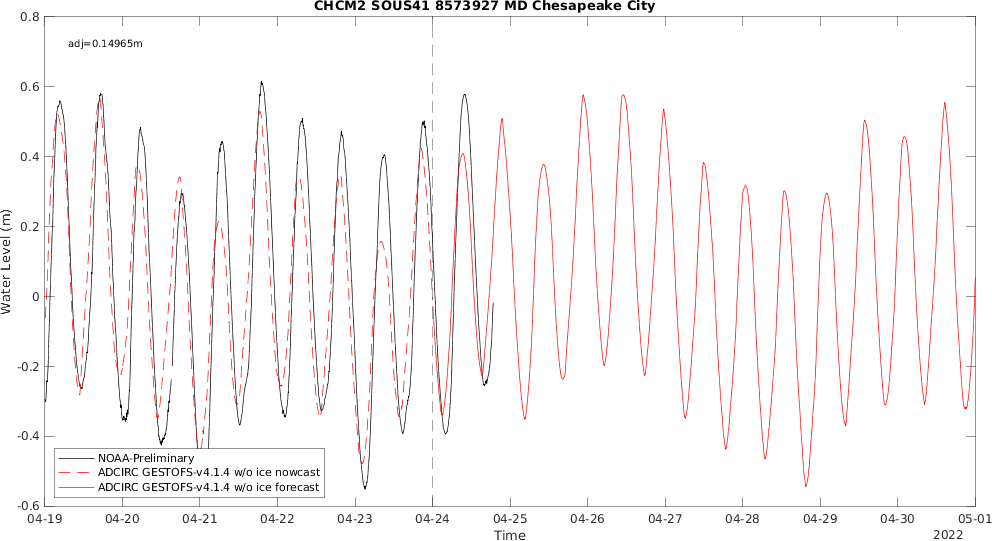 CHCM2 SOUS41 8573927 MD Chesapeake City
adj=0.14965m
0.8
0.6
0.4
0.2
0
-0.2
-0.4
-0.6
Water Level (m)
NOAA-Preliminary
ADCIRC GESTOFS-v4.1.4 w/o ice nowcast
ADCIRC GESTOFS-v4.1.4 w/o ice forecast
04-19 04-20 04-21 04-22 04-23 04-24 04-25 04-26 04-27 04-28 04-29 04-30 05-01
Time
2022